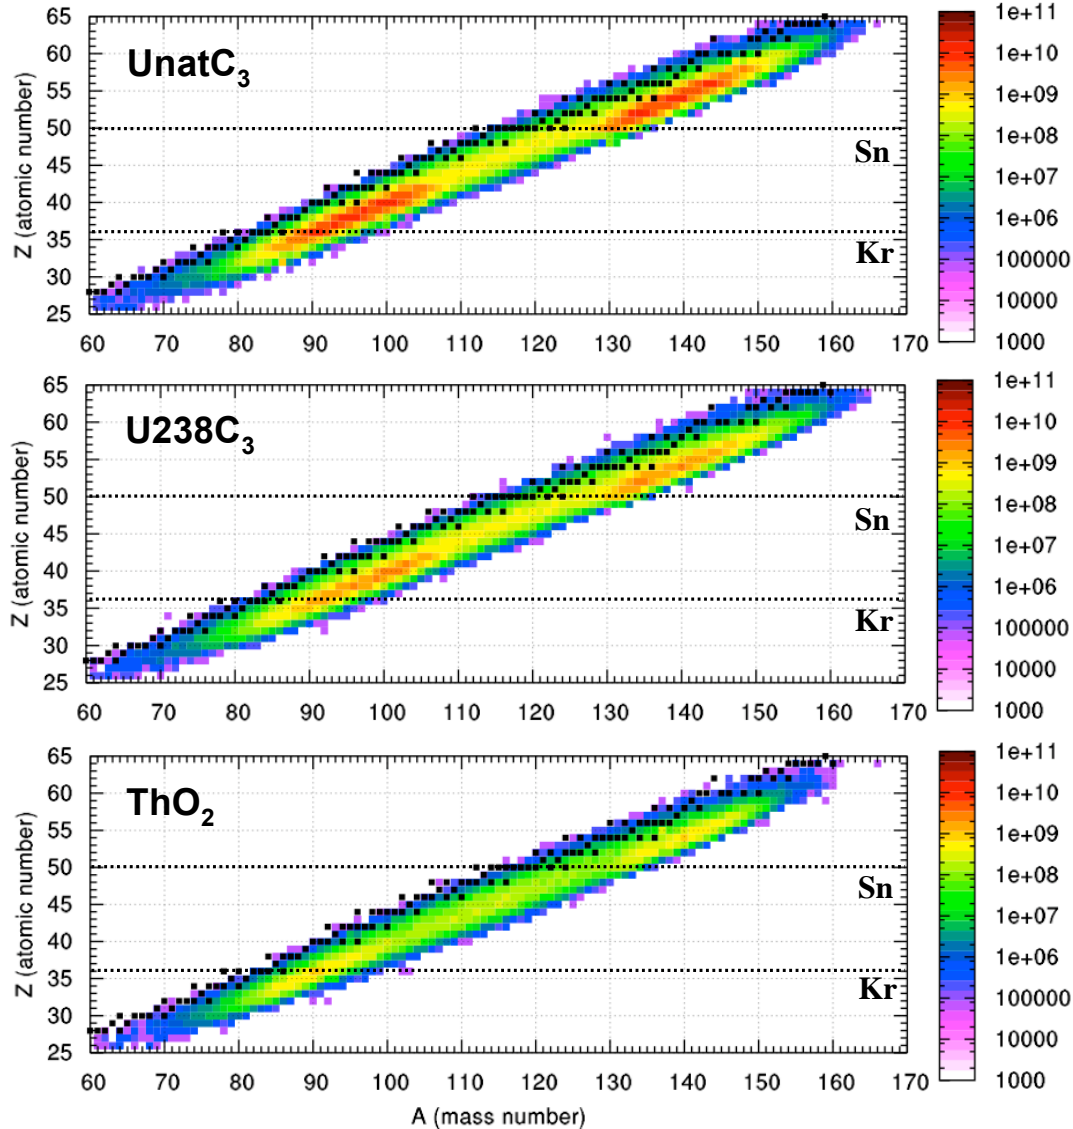 UnatC3
Z (atomic number)
65
60
55
50
45
40
35
30
25
Sn
Kr
60 70 80 90 100 110 120 130 140 150 160 170
1e+11
1e+10
1e+09
1e+08
1e+07
1e+06
100000
10000
1000
U238C3
Z (atomic number)
65
60
55
50
45
40
35
30
25
Sn
Kr
60 70 80 90 100 110 120 130 140 150 160 170
1e+11
1e+10
1e+09
1e+08
1e+07
1e+06
100000
10000
1000
ThO2
Z (atomic number)
65
60
55
50
45
40
35
30
25
Sn
Kr
60 70 80 90 100 110 120 130 140 150 160 170
A (mass number)
1e+11
1e+10
1e+09
1e+08
1e+07
1e+06
100000
10000
1000